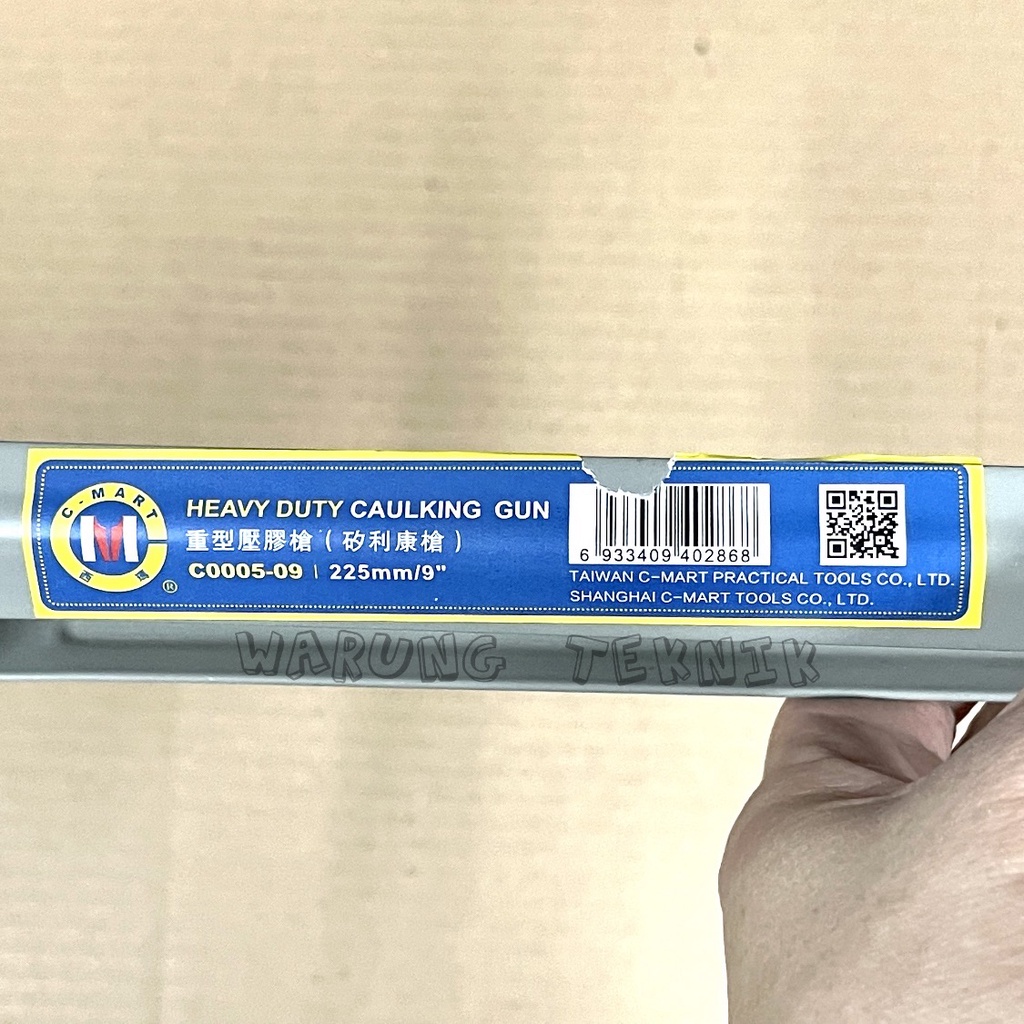 C-MART
西瑪
®
HEAVY DUTY CAULKING GUN
重型壓膠槍 ( 矽利康槍 )
C0005-09 | 225mm/9"
6 933409 402868
TAIWAN C-MART PRACTICAL TOOLS CO., LTD.
SHANGHAI C-MART TOOLS CO., LTD.
WARUNG TEKNIK